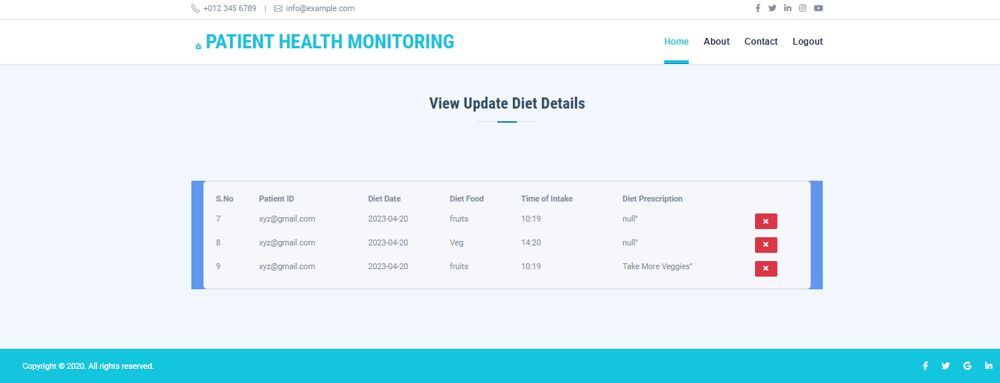 +012 345 6789 | info@example.com
PATIENT HEALTH MONITORING
Home About Contact Logout
View Update Diet Details
S.No Patient ID Diet Date Diet Food Time of Intake Diet Prescription
7 xyz@gmail.com 2023-04-20 fruits 10:19 null"
8 xyz@gmail.com 2023-04-20 Veg 14:20 null"
9 xyz@gmail.com 2023-04-20 fruits 10:19 Take More Veggies"
Copyright © 2020. All rights reserved.